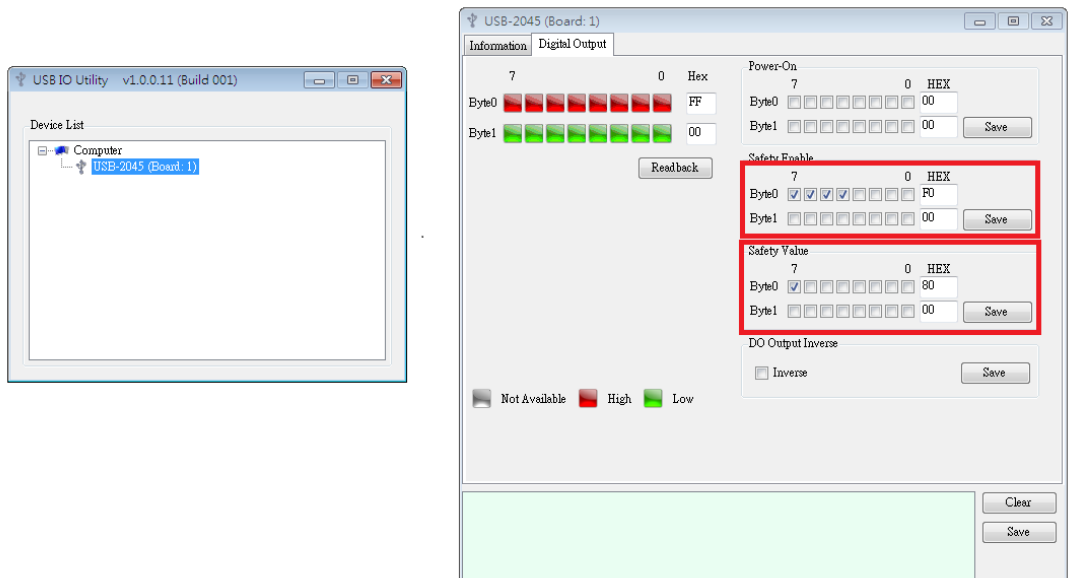 USB IO Utility v1.0.0.11 (Build 001)
Device List
Computer
USB-2045 (Board: 1)
USB-2045 (Board: 1)
Information Digital Output
7 0 Hex
Byte0 FF
Byte1 00
Readback
Not Available High Low
Power-On
7 0 HEX
Byte0 00
Byte1 00 Save
Safety Enable
7 0 HEX
Byte0 F0
Byte1 00 Save
Safety Value
7 0 HEX
Byte0 80
Byte1 00 Save
DO Output Inverse
Inverse Save
Clear
Save